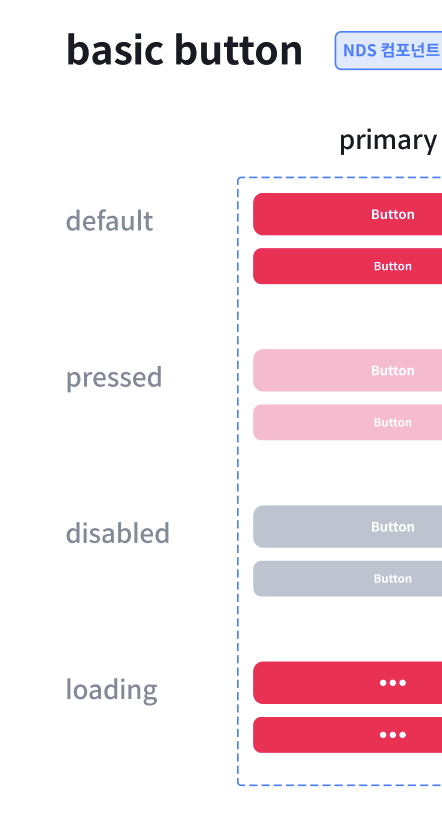 basic button
NDS 컴포넌트
primary
default
Button
Button
pressed
Button
Button
disabled
Button
Button
loading